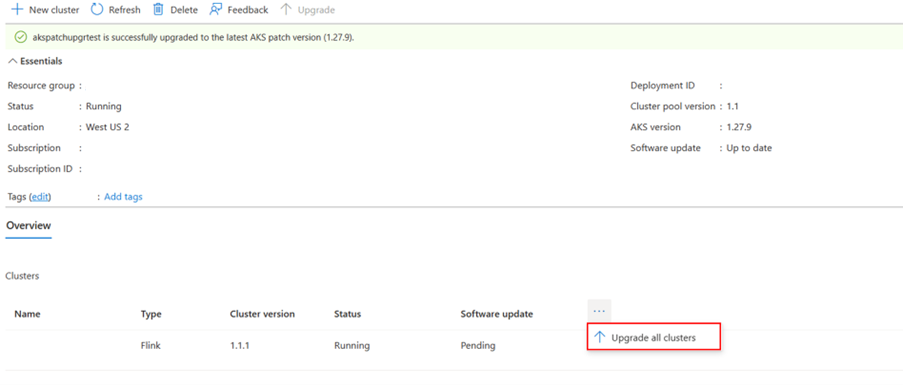 New cluster Refresh Delete Feedback Upgrade
akspatchupgrtest is successfully upgraded to the latest AKS patch version (1.27.9).
Essentials
Resource group : Deployment ID :
Status : Running Cluster pool version : 1.1
Location : West US 2 AKS version : 1.27.9
Subscription : Software update : Up to date
Subscription ID :
Tags (edit) : Add tags
Overview
Clusters
Name Type Cluster version Status Software update ...
Upgrade all clusters
Flink 1.1.1 Running Pending